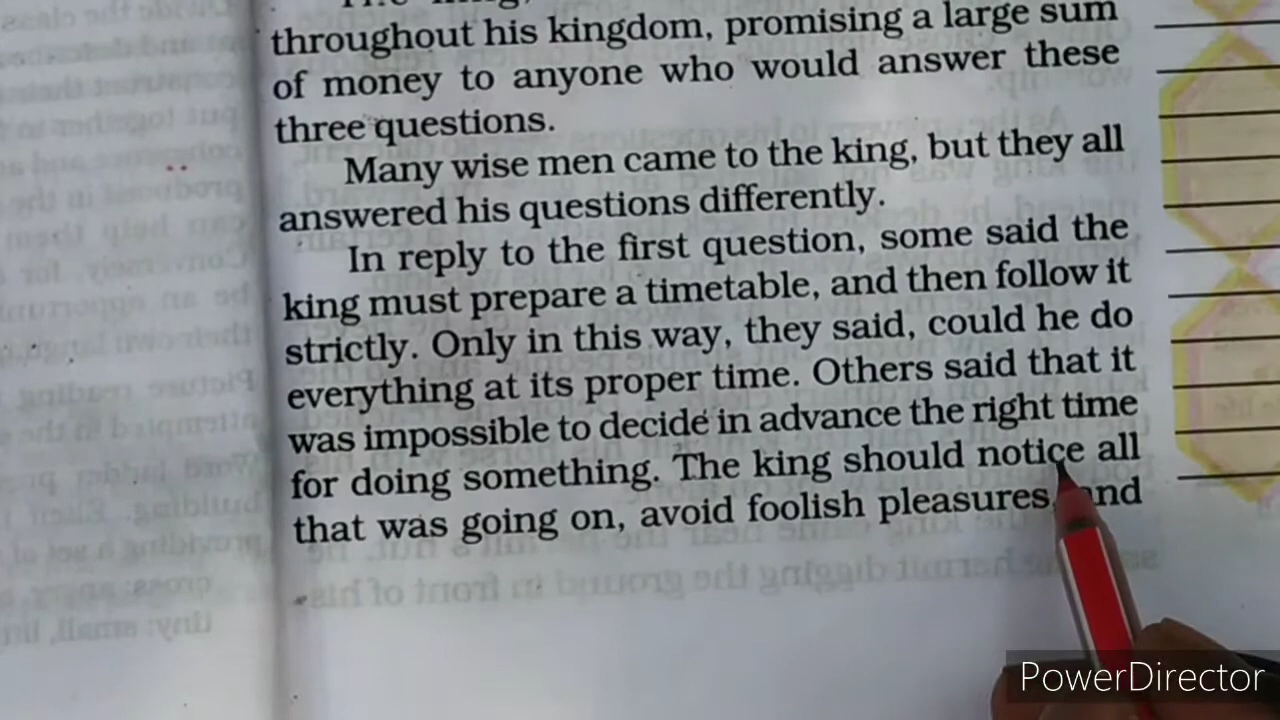 throughout his kingdom, promising a large sum
of money to anyone who would answer these
three questions.
Many wise men came to the king, but they all
answered his questions differently.
In reply to the first question, some said the
king must prepare a timetable, and then follow it
strictly. Only in this way, they said, could he do
everything at its proper time. Others said that it
was impossible to decide in advance the right time
for doing something. The king should notice all
that was going on, avoid foolish pleasures, and
PowerDirector